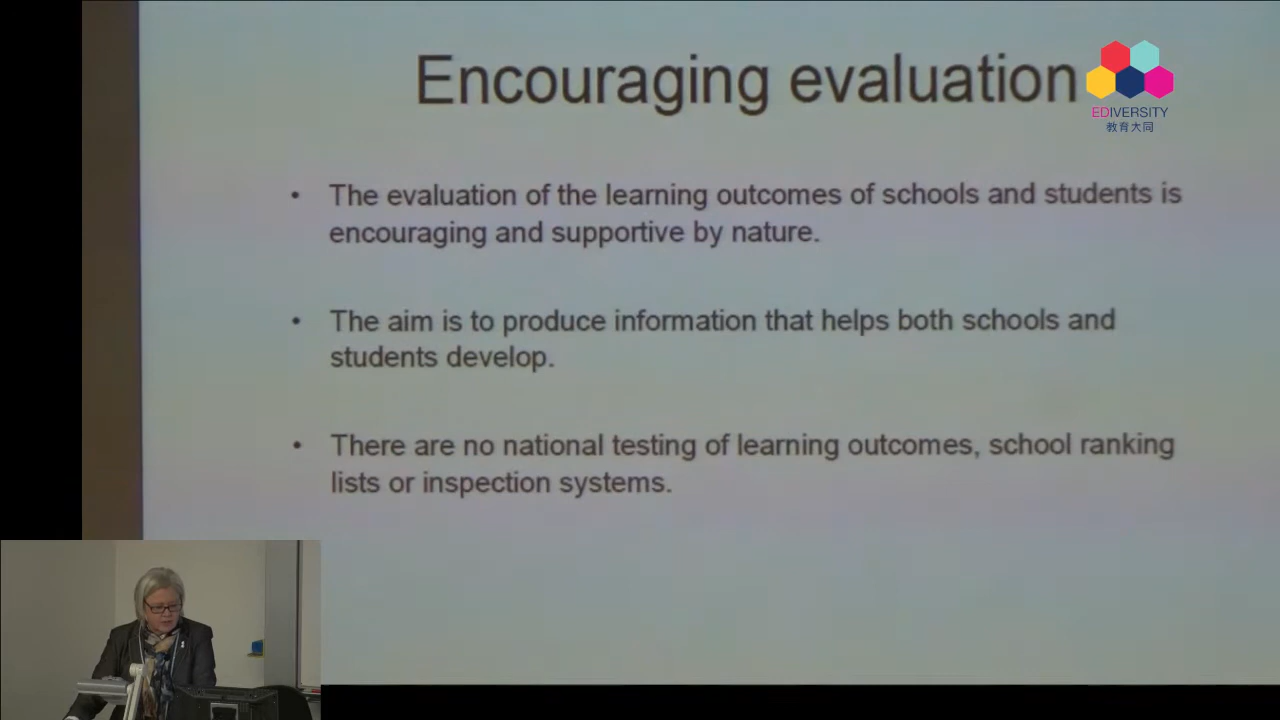 Encouraging evaluation
EDIVERSITY
教育大同
• The evaluation of the learning outcomes of schools and students is
encouraging and supportive by nature.
• The aim is to produce information that helps both schools and
students develop.
• There are no national testing of learning outcomes, school ranking
lists or inspection systems.